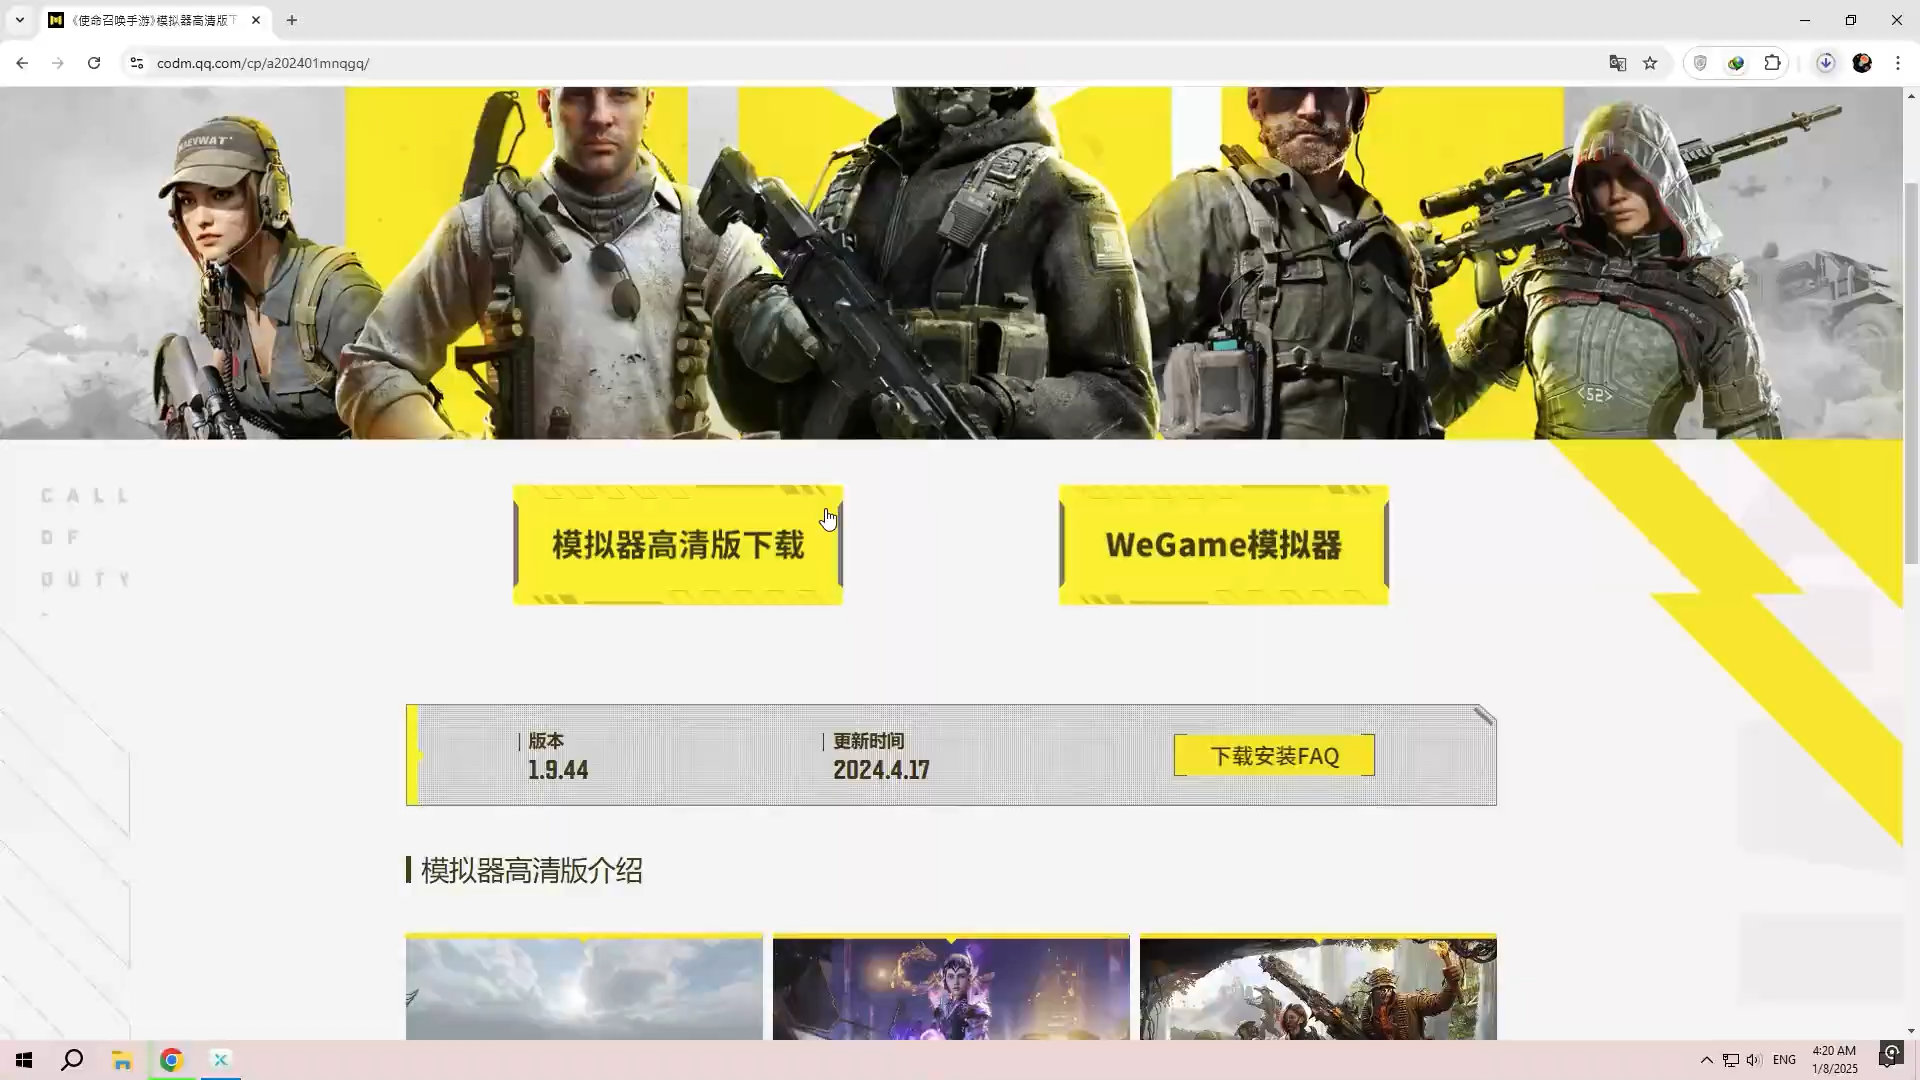 《使命召唤手游》模拟器高清版下
codm.qq.com/cp/a202401mnqgq/
CALL
OF
DUTY
模拟器高清版下载
WeGame模拟器
版本
1.9.44
更新时间
2024.4.17
下载安装FAQ
模拟器高清版介绍
<52>
ENG
4:20 AM
1/8/2025